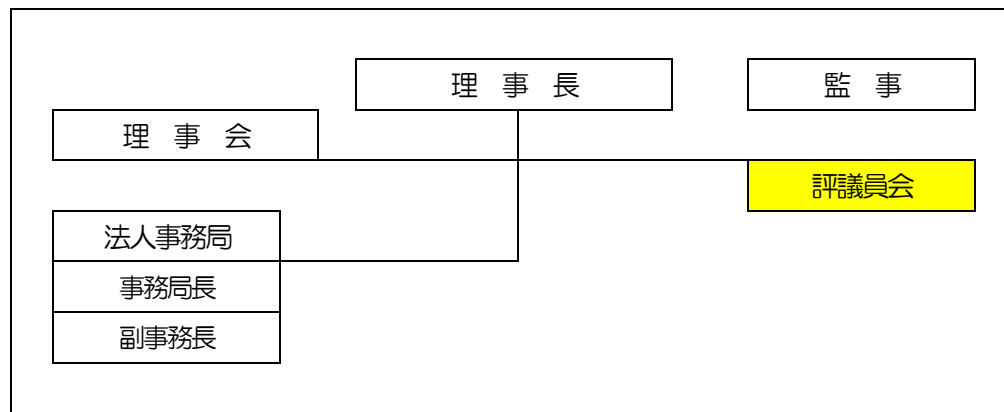 理 事 長
監 事
理 事 会
評議員会
法人事務局
事務局長
副事務長